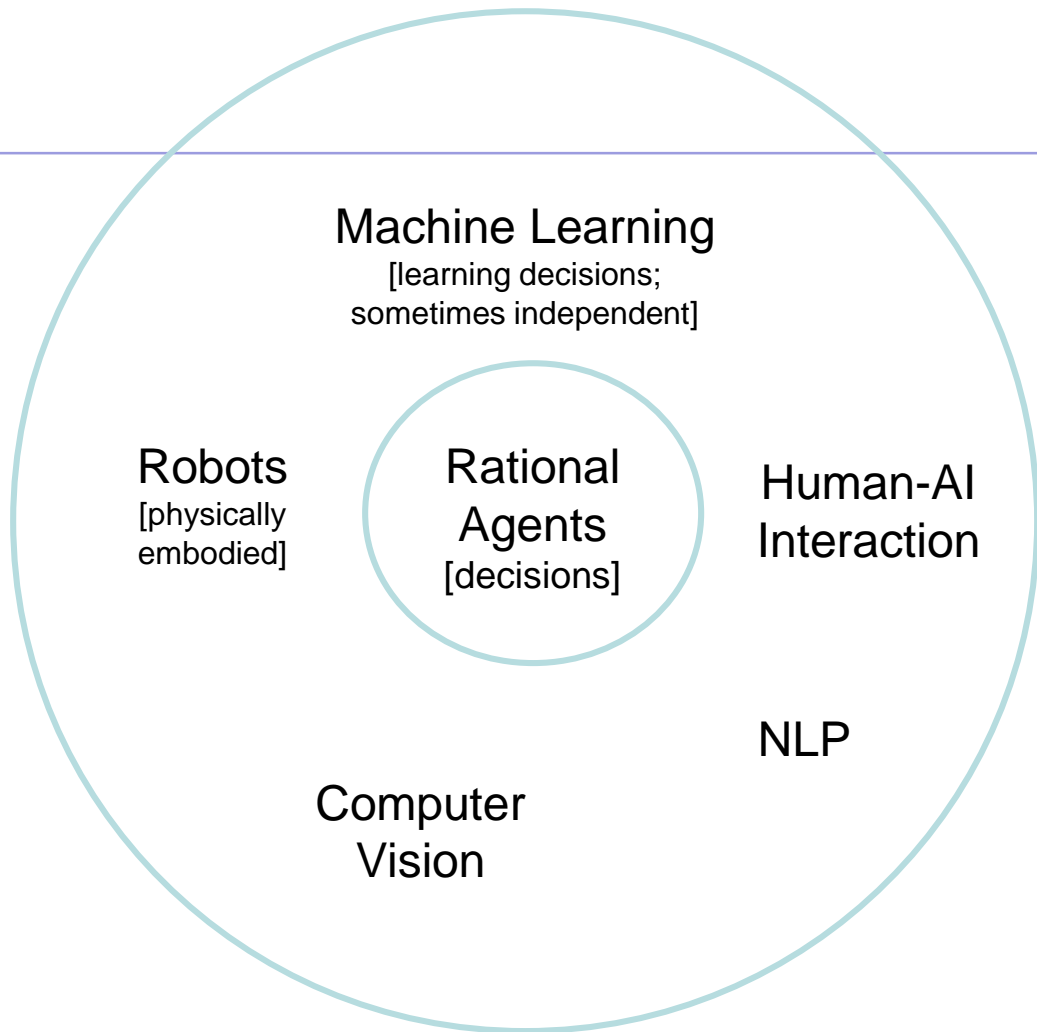 Machine Learning
[learning decisions;
sometimes independent]
Robots
[physically
embodied]
Rational
Agents
[decisions]
Human-AI
Interaction
NLP
Computer
Vision